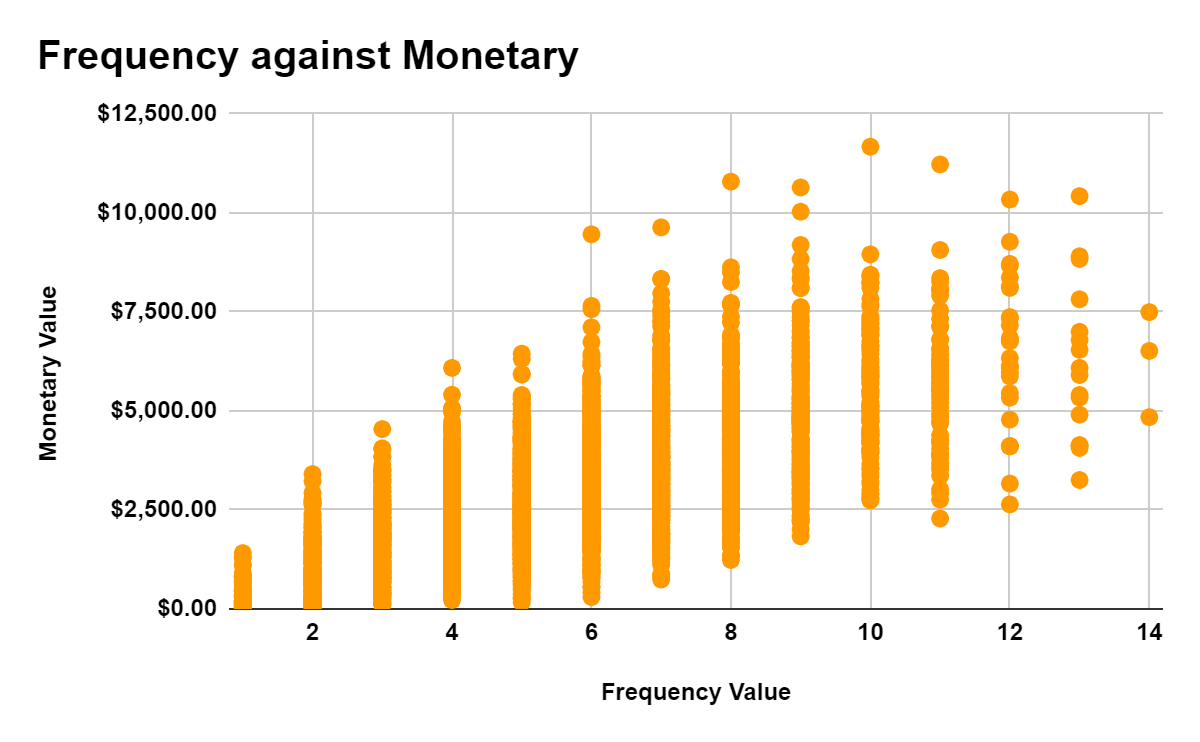 Frequency against Monetary
$12,500.00
$10,000.00
$7,500.00
$5,000.00
$2,500.00
$0.00
Monetary Value
2 4 6 8 10 12 14
Frequency Value